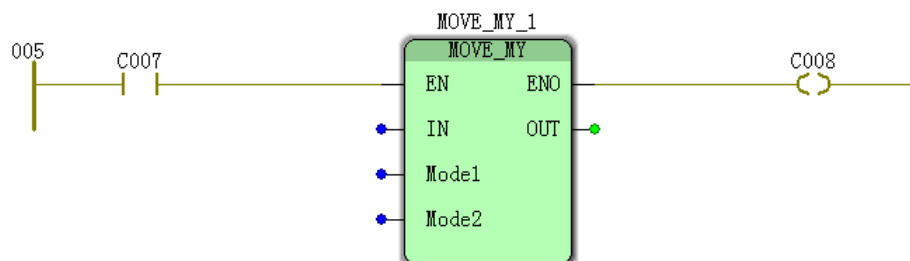 MOVE_MY_1
005
C007
MOVE_MY
C008
EN
ENO
IN
OUT
Mode1
Mode2